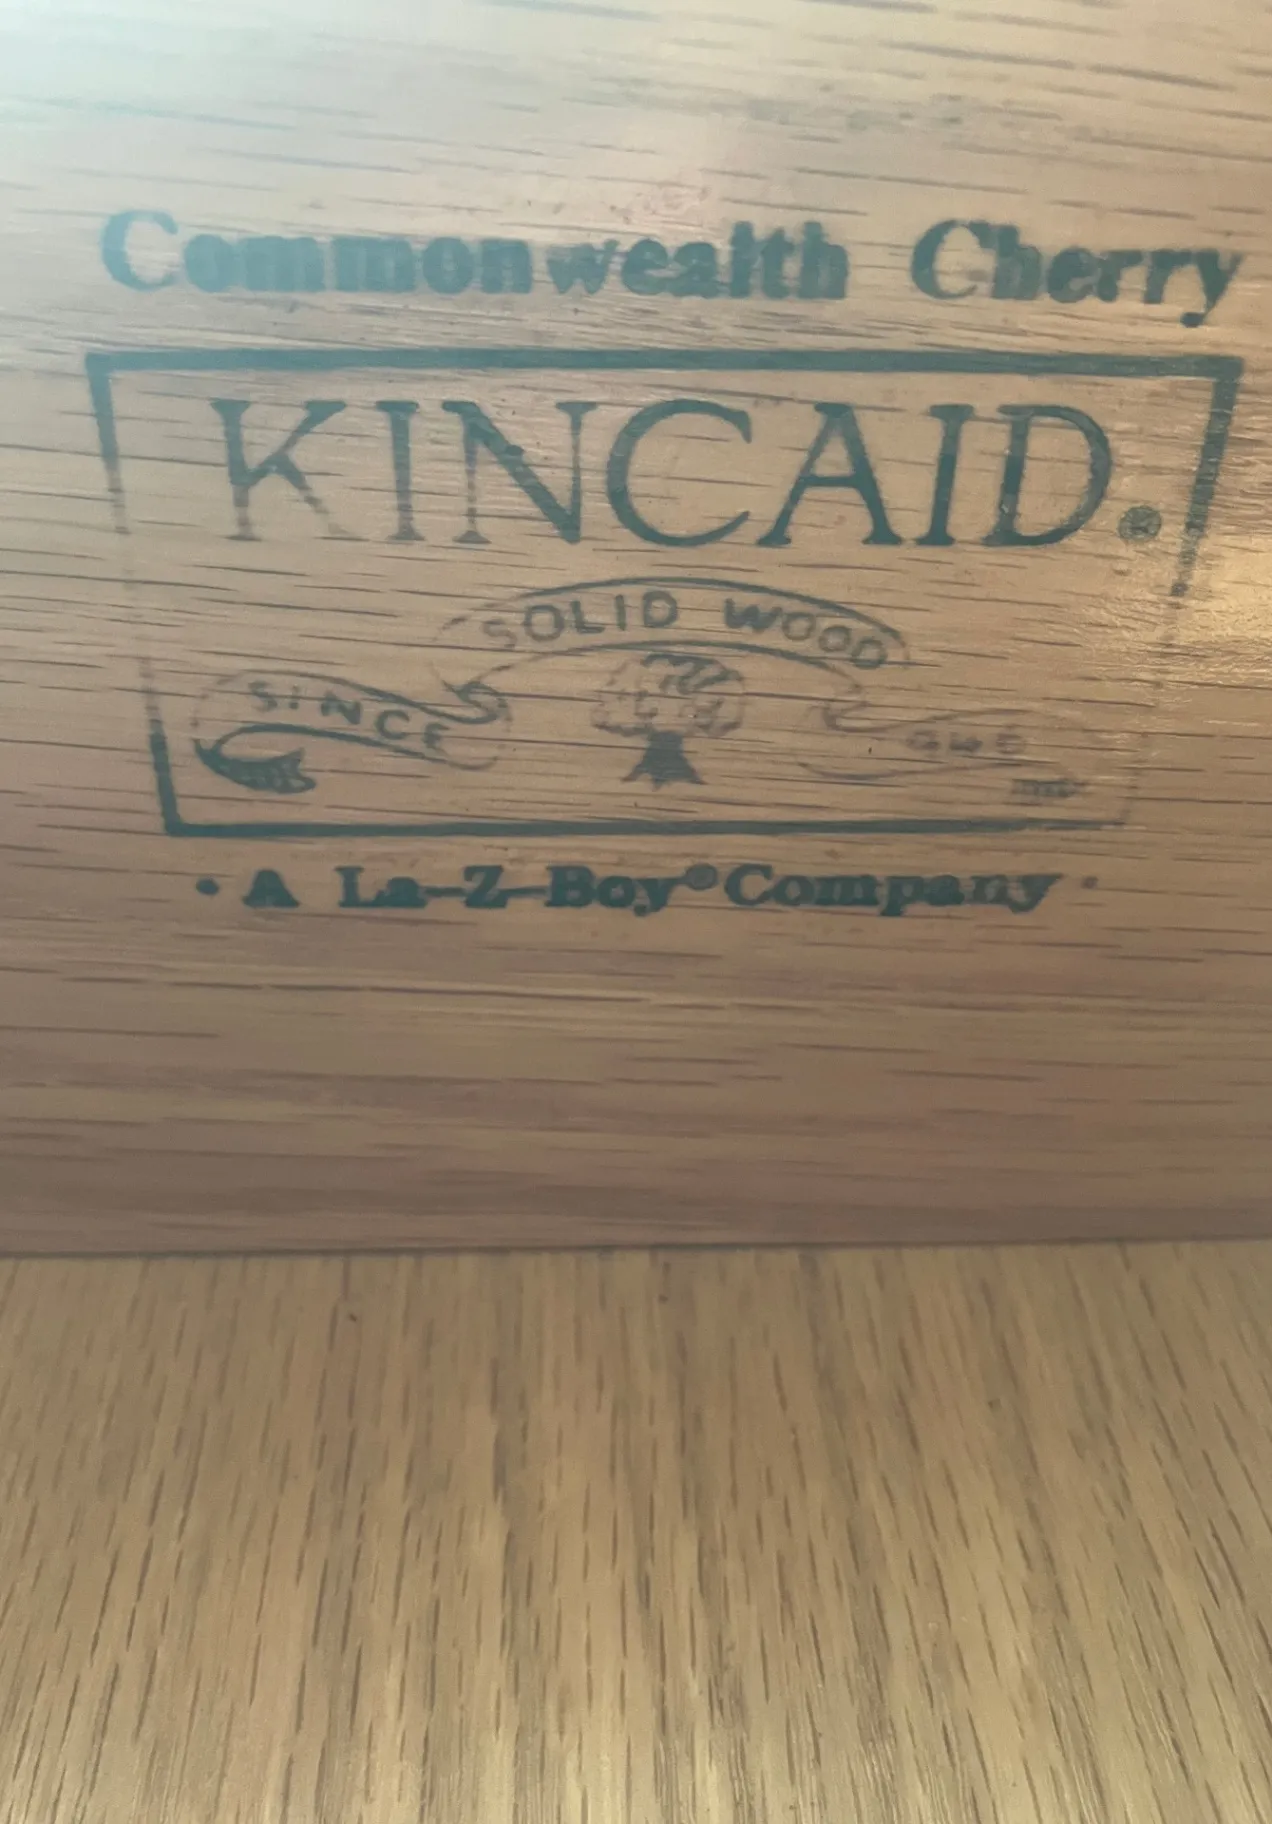 Commonwealth Cherry
KINCAID®
SOLID WOOD
SINCE
• A La-Z-Boy® Company •